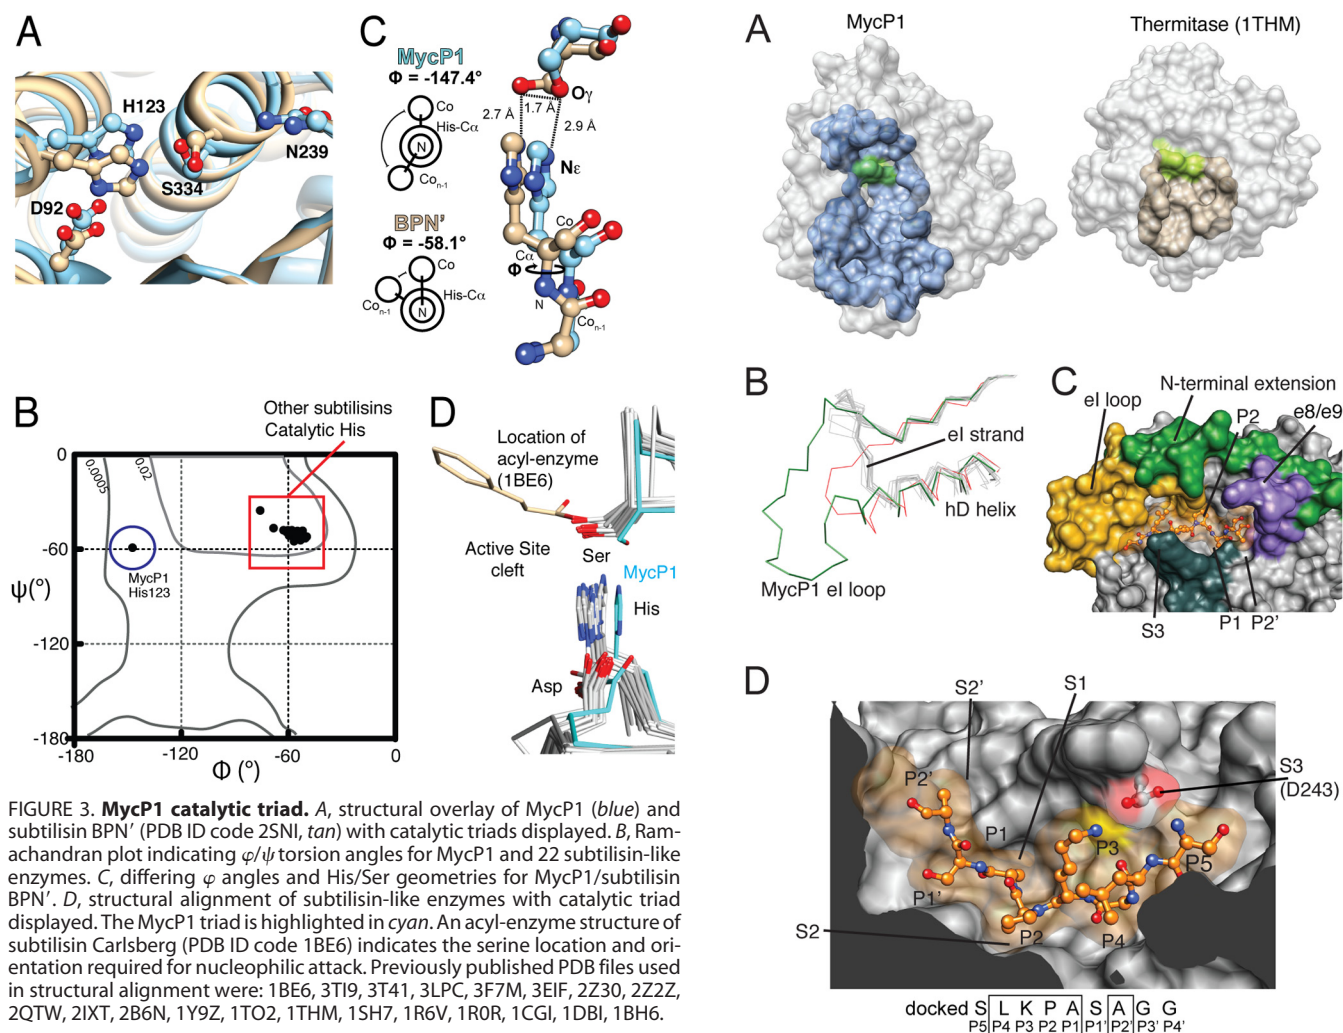 A
H123
S334
N239
D92
C
MycP1
Φ = -147.4°
Co
His-Cα
N
Co n-1
BPN'
Φ = -58.1°
Co
His-Cα
Co n-1
N
2.7 Å
1.7 Å
Oγ
2.9 Å
Nε
Co
Cα
Φ
N
Co n-1
B
Other subtilisins
Catalytic His
0
0.0005
0.02
-60
MycP1
His123
ψ(°)
-120
-180
-180
-120
-60
0
Φ (°)
D
Location of
acyl-enzyme
(1BE6)
Active Site
cleft
Ser
MycP1
His
Asp
FIGURE 3. MycP1 catalytic triad. A, structural overlay of MycP1 (blue) and
subtilisin BPN' (PDB ID code 2SNI, tan) with catalytic triads displayed. B, Ram-
achandran plot indicating φ/ψ torsion angles for MycP1 and 22 subtilisin-like
enzymes. C, differing φ angles and His/Ser geometries for MycP1/subtilisin
BPN'. D, structural alignment of subtilisin-like enzymes with catalytic triad
displayed. The MycP1 triad is highlighted in cyan. An acyl-enzyme structure of
subtilisin Carlsberg (PDB ID code 1BE6) indicates the serine location and ori-
entation required for nucleophilic attack. Previously published PDB files used
in structural alignment were: 1BE6, 3TI9, 3T41, 3LPC, 3F7M, 3EIF, 2Z30, 2Z2Z,
2QTW, 2IXT, 2B6N, 1Y9Z, 1TO2, 1THM, 1SH7, 1R6V, 1R0R, 1CGI, 1DBI, 1BH6.
A
MycP1
Thermitase (1THM)
B
eI strand
hD helix
MycP1 eI loop
C
N-terminal extension
eI loop
P2
e8/e9
S3
P1
P2'
D
S2'
S1
S3
(D243)
P2'
P1
P3
P5
P1'
S2
P2
P4
docked S L K P A S A G G
P5 P4 P3 P2 P1 P1' P2' P3' P4'